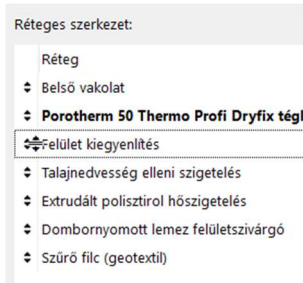 Réteges szerkezet:
Réteg
Belső vakolat
Porotherm 50 Thermo Profi Dryfix tég
Felület kiegyenlítés
Talajnedvesség elleni szigetelés
Extrudált polisztirol hőszigetelés
Dombornyomott lemez felületszivárgó
Szűrő filc (geotextil)